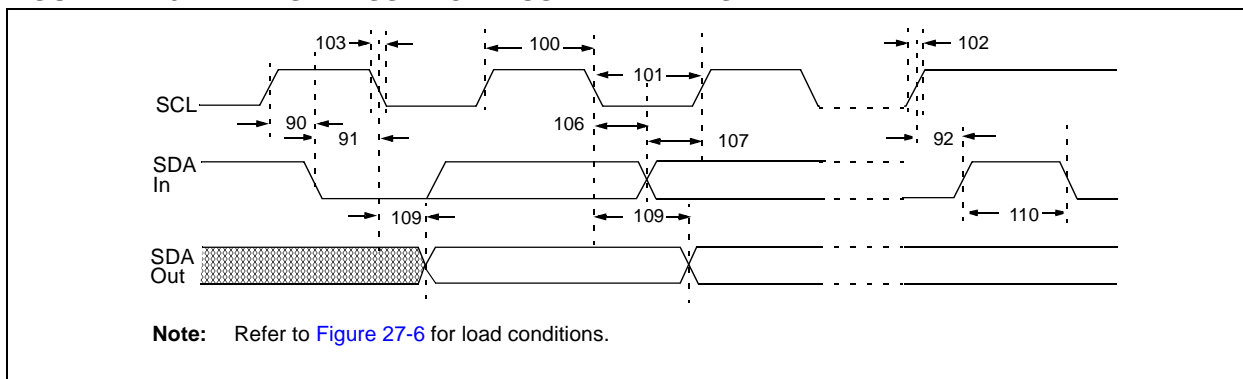 103
100
102
101
SCL
90
106
91
107
92
SDA
In
109
109
110
SDA
Out
Note: Refer to Figure 27-6 for load conditions.